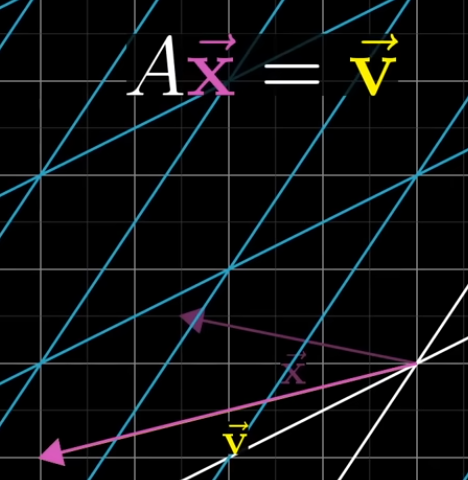 A𝐱⃗ = 𝐯⃗
𝐱⃗
𝐯⃗